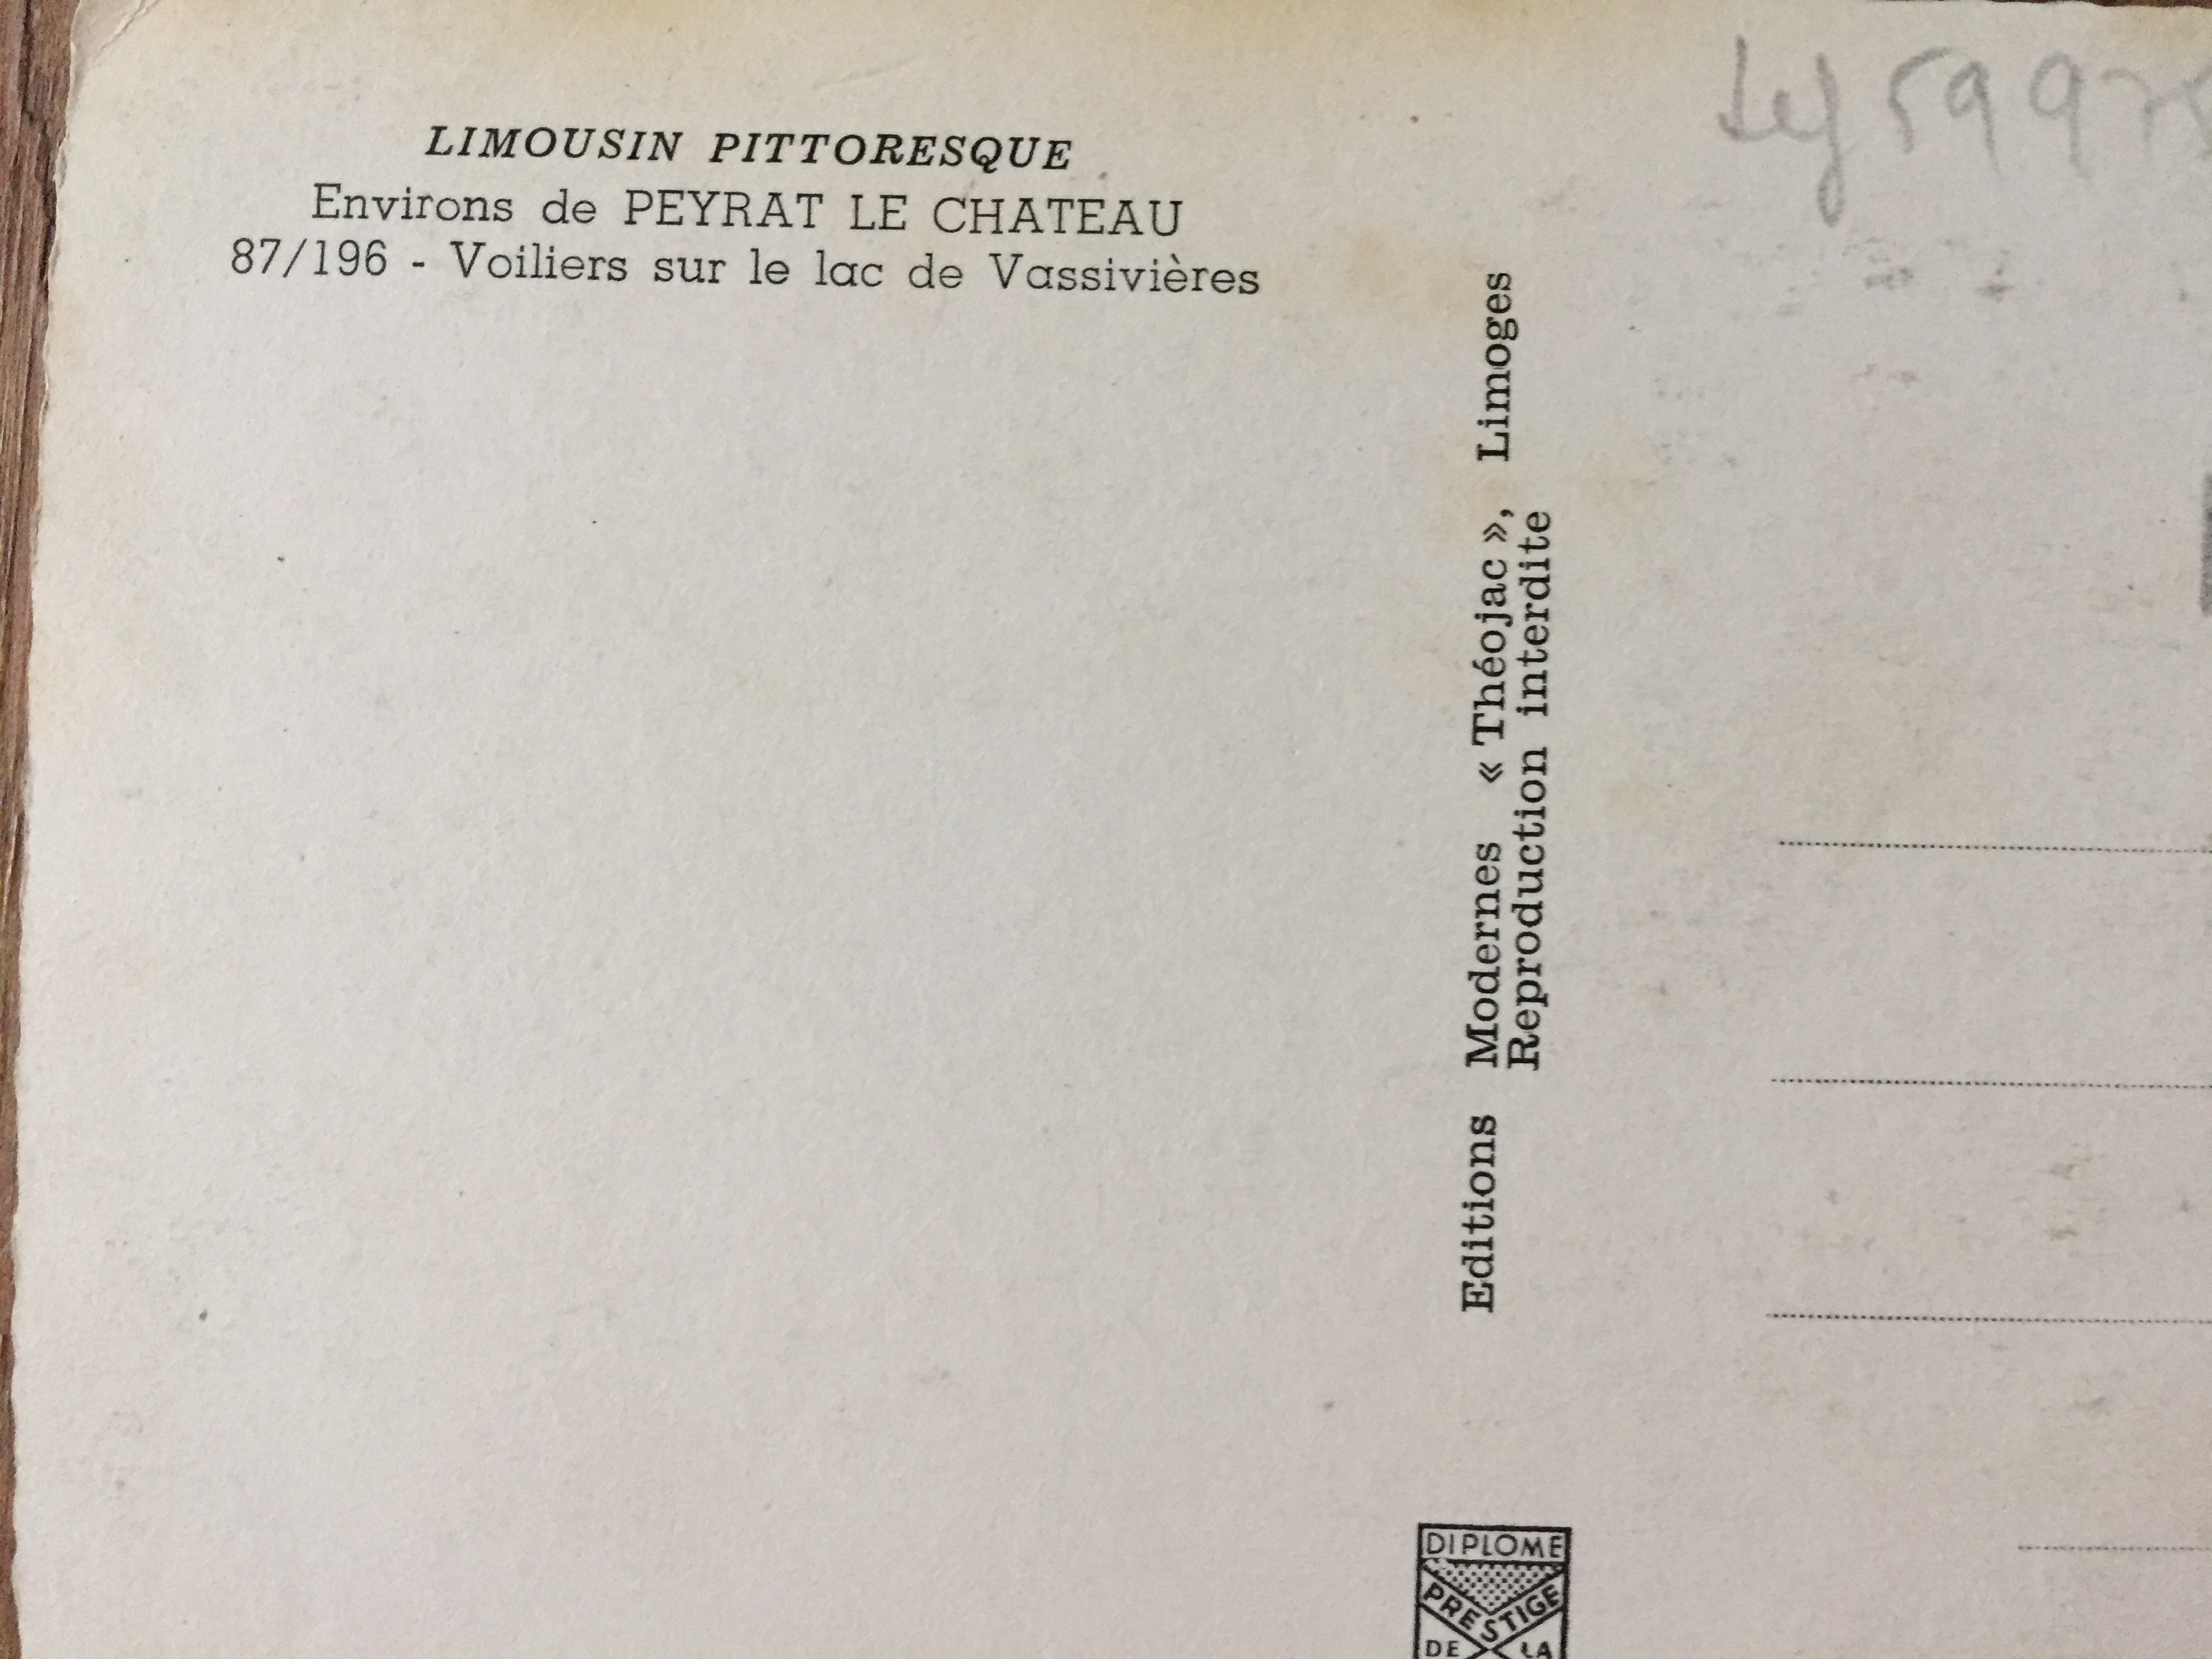 LIMOUSIN PITTORESQUE
Environs de PEYRAT LE CHATEAU
87/196 - Voiliers sur le lac de Vassivières
Editions Modernes « Théojac », Limoges
Reproduction interdite
DIPLOME
PRESTIGE
DE LA